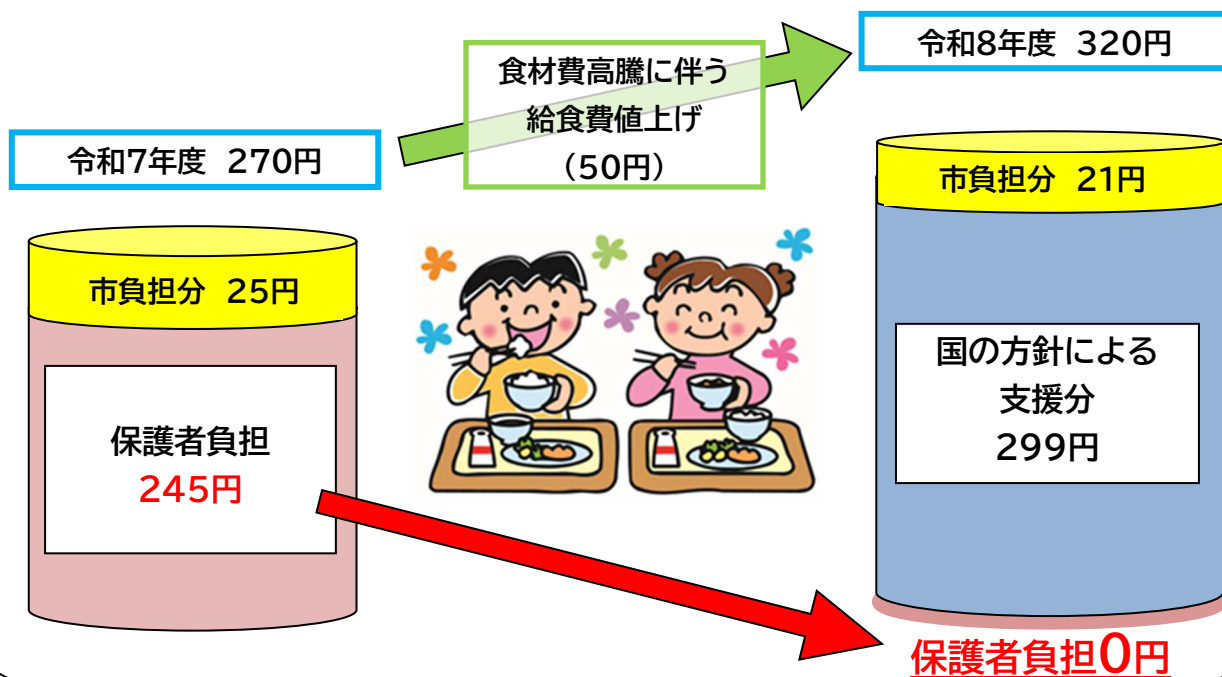 令和7年度 270円
食材費高騰に伴う
給食費値上げ
（50円）
令和8年度 320円
市負担分 25円
保護者負担
245円
市負担分 21円
国の方針による
支援分
299円
保護者負担0円